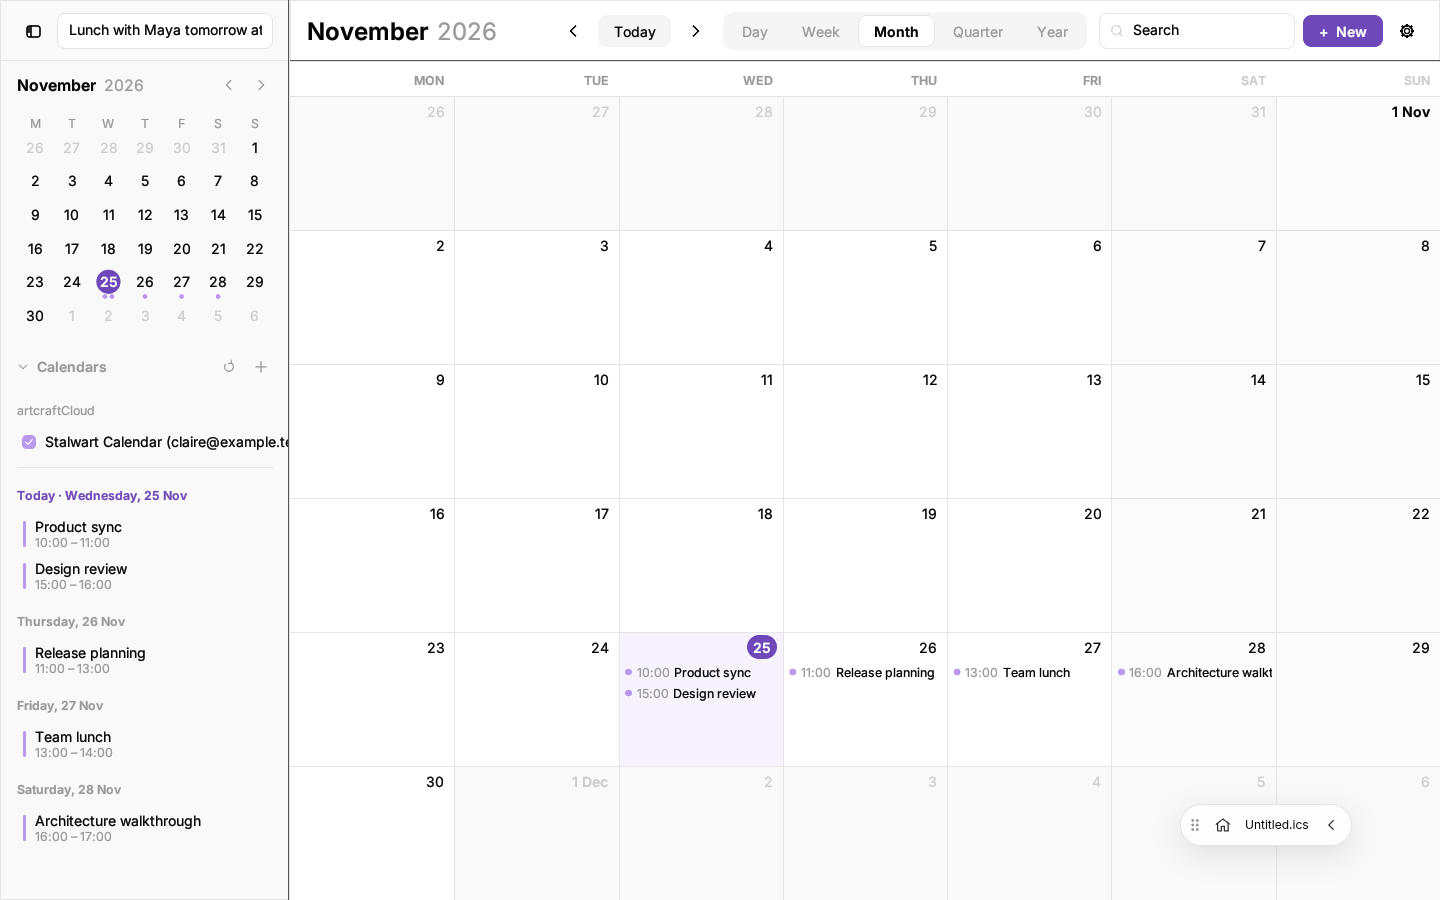 Lunch with Maya tomorrow at
November 2026
Today
Day Week Month Quarter Year
Search
+ New
November 2026
M T W T F S S
26 27 28 29 30 31 1
2 3 4 5 6 7 8
9 10 11 12 13 14 15
16 17 18 19 20 21 22
23 24 25 26 27 28 29
30 1 2 3 4 5 6
Calendars
artcraftCloud
Stalwart Calendar (claire@example.te
Today · Wednesday, 25 Nov
Product sync
10:00 – 11:00
Design review
15:00 – 16:00
Thursday, 26 Nov
Release planning
11:00 – 13:00
Friday, 27 Nov
Team lunch
13:00 – 14:00
Saturday, 28 Nov
Architecture walkthrough
16:00 – 17:00
MON TUE WED THU FRI SAT SUN
26 27 28 29 30 31 1 Nov
2 3 4 5 6 7 8
9 10 11 12 13 14 15
16 17 18 19 20 21 22
23 24 25 26 27 28 29
10:00 Product sync 11:00 Release planning 13:00 Team lunch 16:00 Architecture walkt
15:00 Design review
30 1 Dec 2 3 4 5 6
Untitled.ics